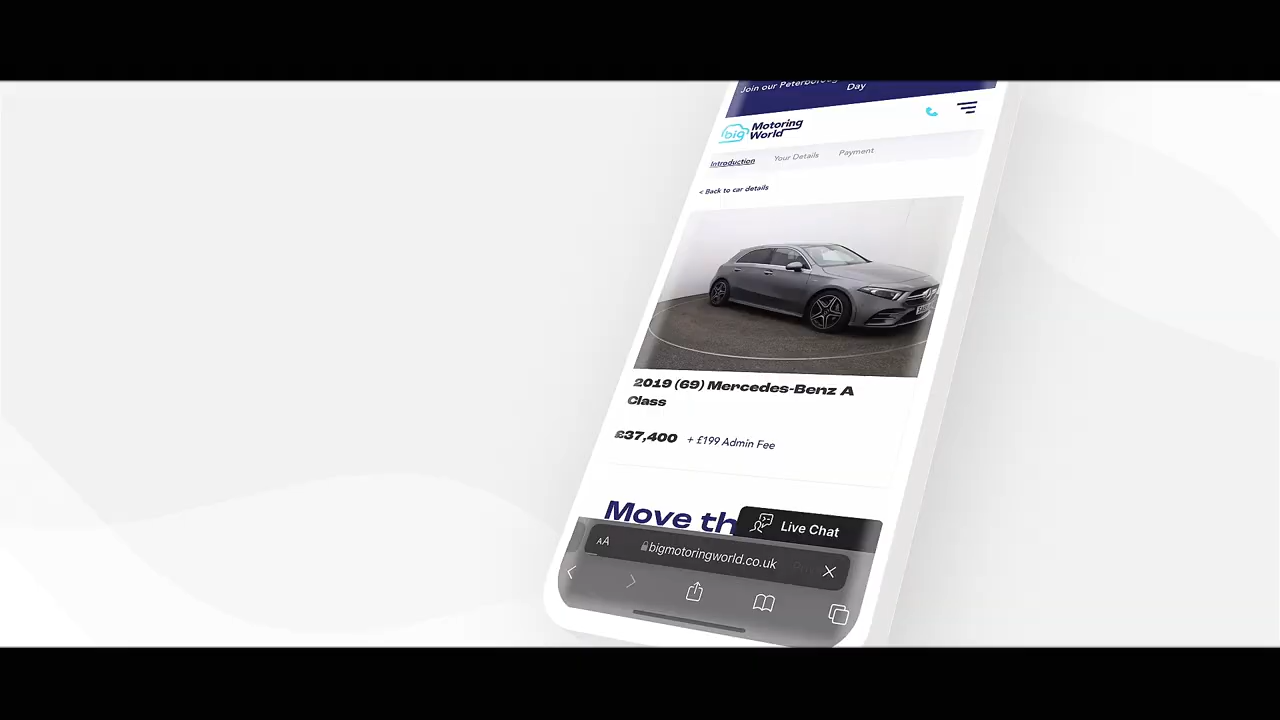 Join our Peterborough
Day
big Motoring World
Introduction Your Details Payment
< Back to car details
2019 (69) Mercedes-Benz A
Class
£37,400 + £199 Admin Fee
Move th
Live Chat
AA bigmotoringworld.co.uk